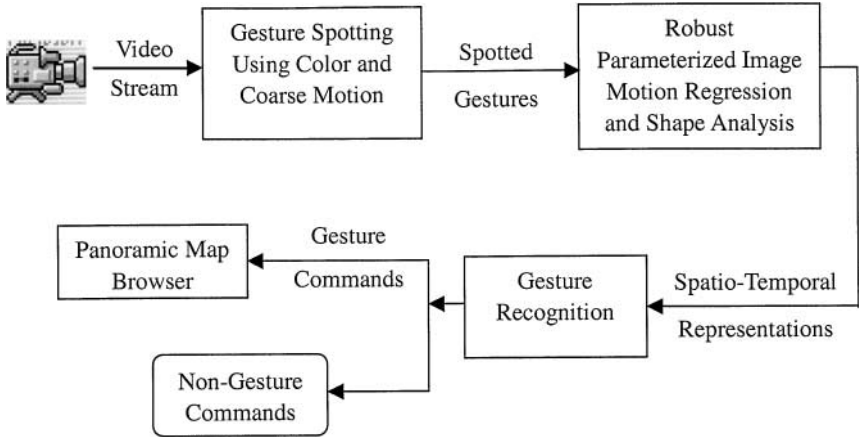 Video
Stream
Gesture Spotting
Using Color and
Coarse Motion
Spotted
Gestures
Robust
Parameterized Image
Motion Regression
and Shape Analysis
Spatio-Temporal
Representations
Gesture
Recognition
Gesture
Commands
Panoramic Map
Browser
Non-Gesture
Commands